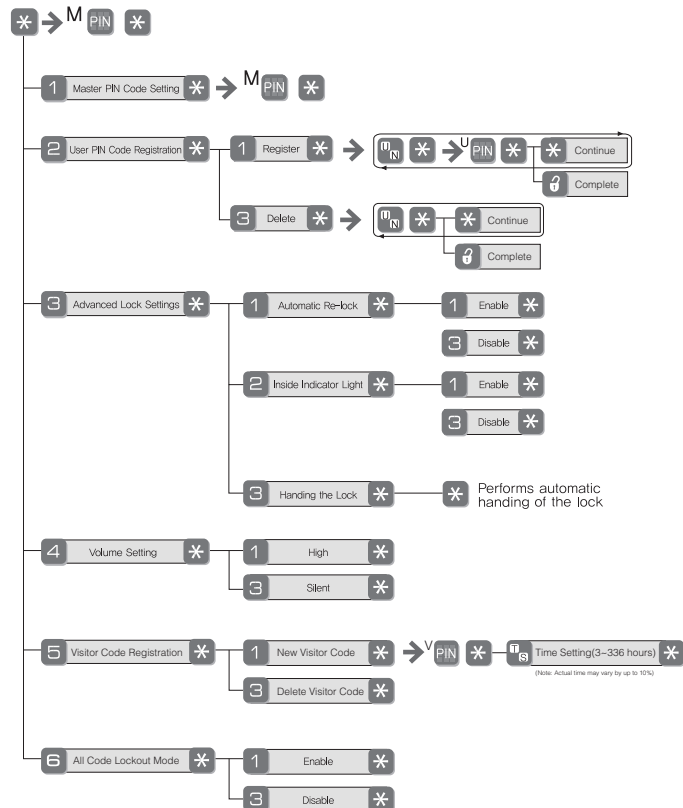 * → M PIN *
1 Master PIN Code Setting * → M PIN *
2 User PIN Code Registration * 1 Register * → UN * → U PIN * * Continue
Complete
3 Delete * → UN * * Continue
Complete
3 Advanced Lock Settings * 1 Automatic Re-lock * 1 Enable *
3 Disable *
2 Inside Indicator Light * 1 Enable *
3 Disable *
3 Handing the Lock * * Performs automatic
handing of the lock
4 Volume Setting * 1 High *
3 Silent *
5 Visitor Code Registration * 1 New Visitor Code * → V PIN * TS Time Setting(3~336 hours) *
(Note: Actual time may vary by up to 10%)
3 Delete Visitor Code *
6 All Code Lockout Mode * 1 Enable *
3 Disable *